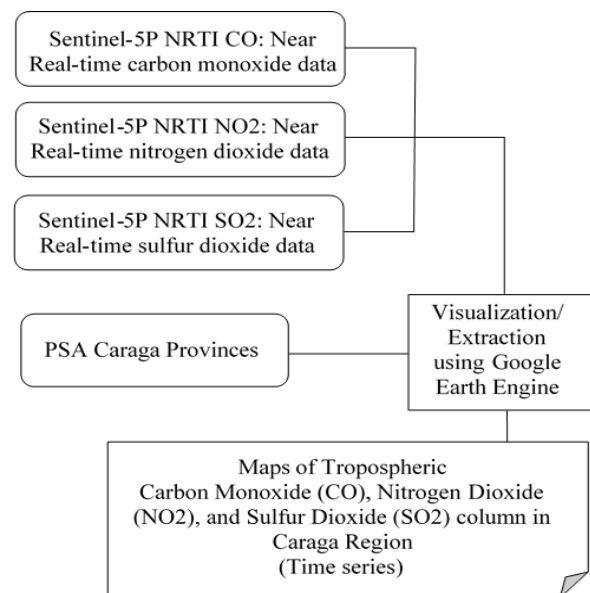 Sentinel-5P NRTI CO: Near
Real-time carbon monoxide data
Sentinel-5P NRTI NO2: Near
Real-time nitrogen dioxide data
Sentinel-5P NRTI SO2: Near
Real-time sulfur dioxide data
PSA Caraga Provinces
Visualization/
Extraction
using Google
Earth Engine
Maps of Tropospheric
Carbon Monoxide (CO), Nitrogen Dioxide
(NO2), and Sulfur Dioxide (SO2) column in
Caraga Region
(Time series)